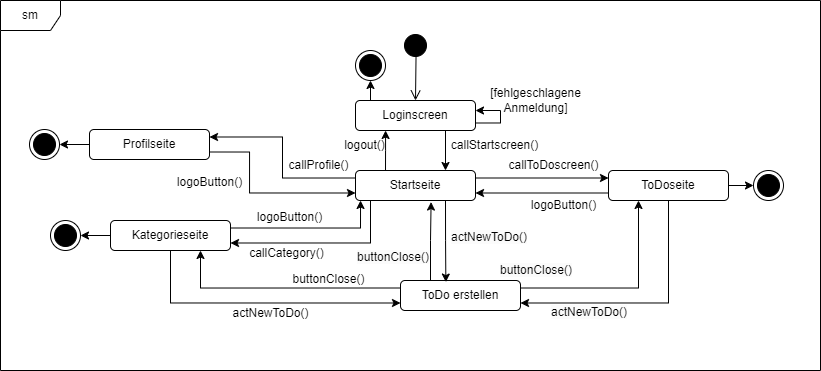 sm
[fehlgeschlagene
Anmeldung]
Loginscreen
Profilseite
logout()
callStartscreen()
callProfile()
callToDoscreen()
logoButton()
Startseite
ToDoseite
logoButton()
logoButton()
Kategorieseite
actNewToDo()
callCategory()
buttonClose()
buttonClose()
buttonClose()
ToDo erstellen
actNewToDo()
actNewToDo()